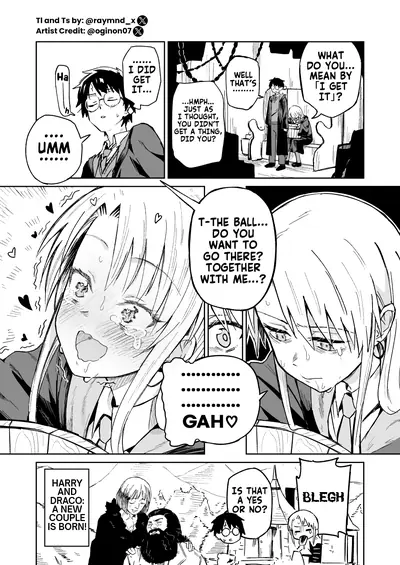 Tl and Ts by: @raymnd_x X
Artist Credit: @oginon07 X
WHAT
DO YOU...
MEAN BY
「I GET
IT」?
WELL
THAT'S
........
...HMPH...
AS I
THOUGHT,
YOU DIDN'T
GET A THING,
DID YOU?
....
I DID
GET
IT...
Ha
....
UMM
......
T-THE BALL...
DO YOU
WANT TO
GO THERE?
TOGETHER
WITH ME...?
............
............
............
GAH♡
HARRY
AND
DRACO:
A NEW
COUPLE
IS BORN!
IS THAT
A YES
OR NO?
BLEGH